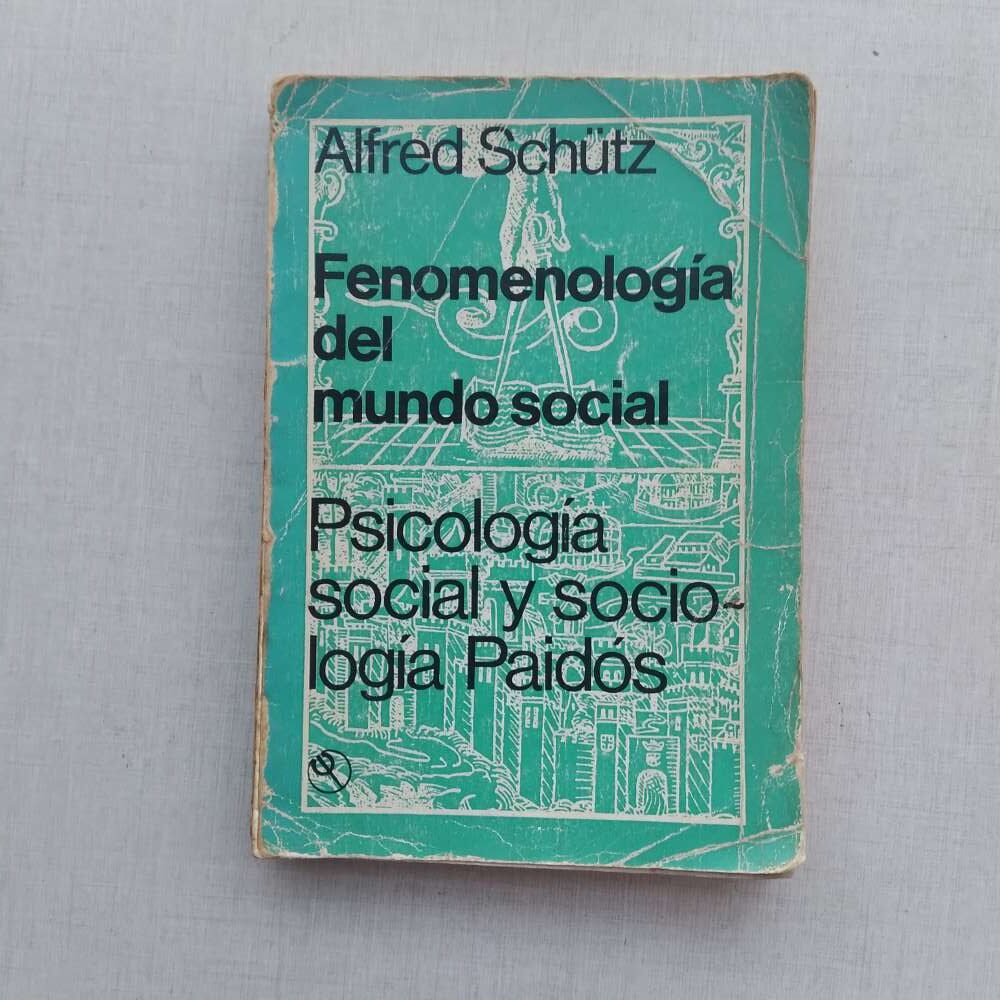 Alfred Schütz
Fenomenología
del
mundo social
Psicología
social y socio-
logía Paidós